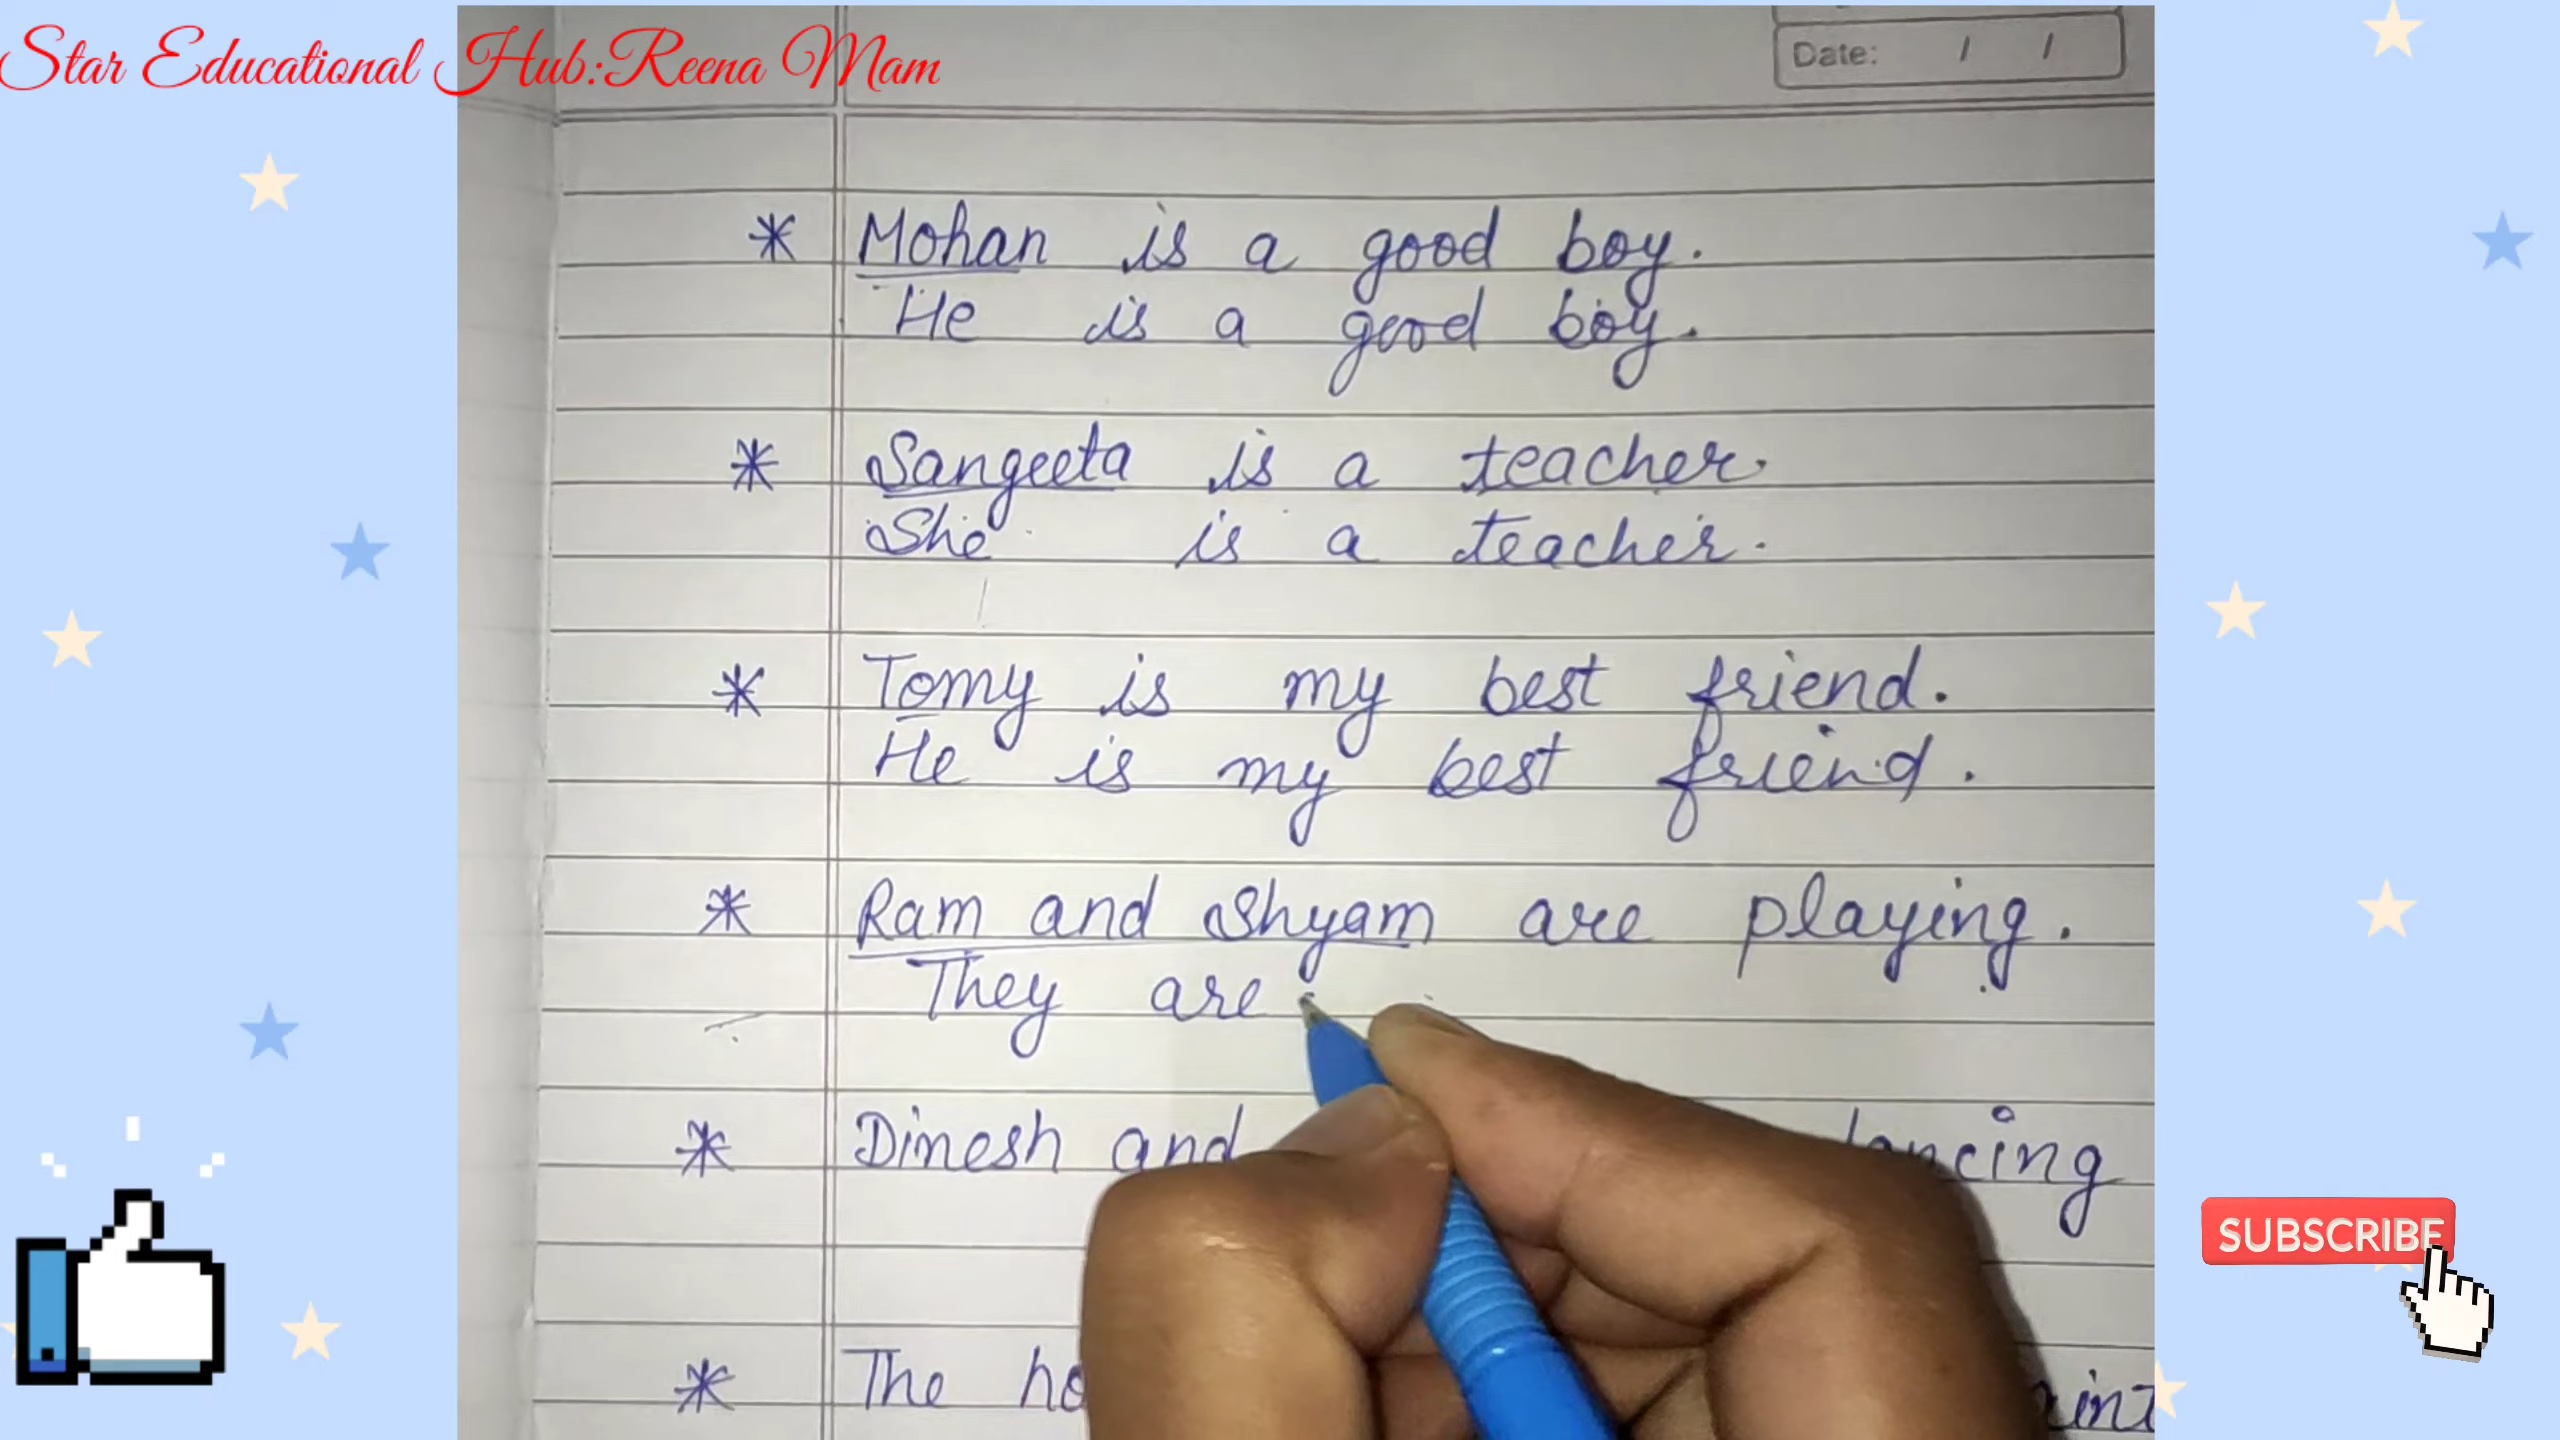 Star Educational Hub:Reena Mam
Date: / /
* Mohan is a good boy.
He is a good boy.
* Sangeeta is a teacher.
She is a teacher.
* Tomy is my best friend.
He is my best friend.
* Ram and Shyam are playing.
They are
* Dinesh and dancing
* The
SUBSCRIBE